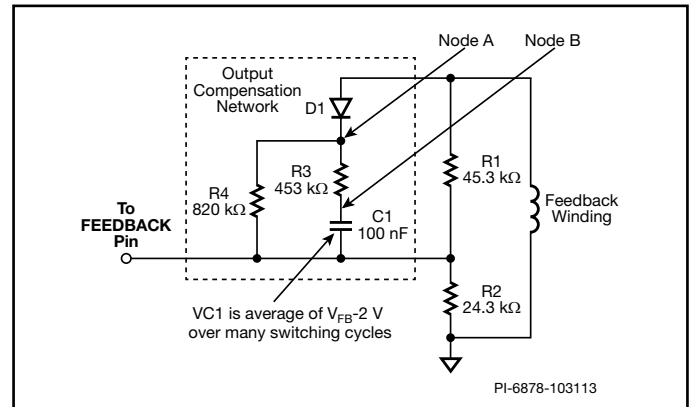 Node A
Node B
Output
Compensation
Network
D1
R3
453 kΩ
R4
820 kΩ
C1
100 nF
R1
45.3 kΩ
Feedback
Winding
To
FEEDBACK
Pin
R2
24.3 kΩ
VC1 is average of VFB-2 V
over many switching cycles
PI-6878-103113